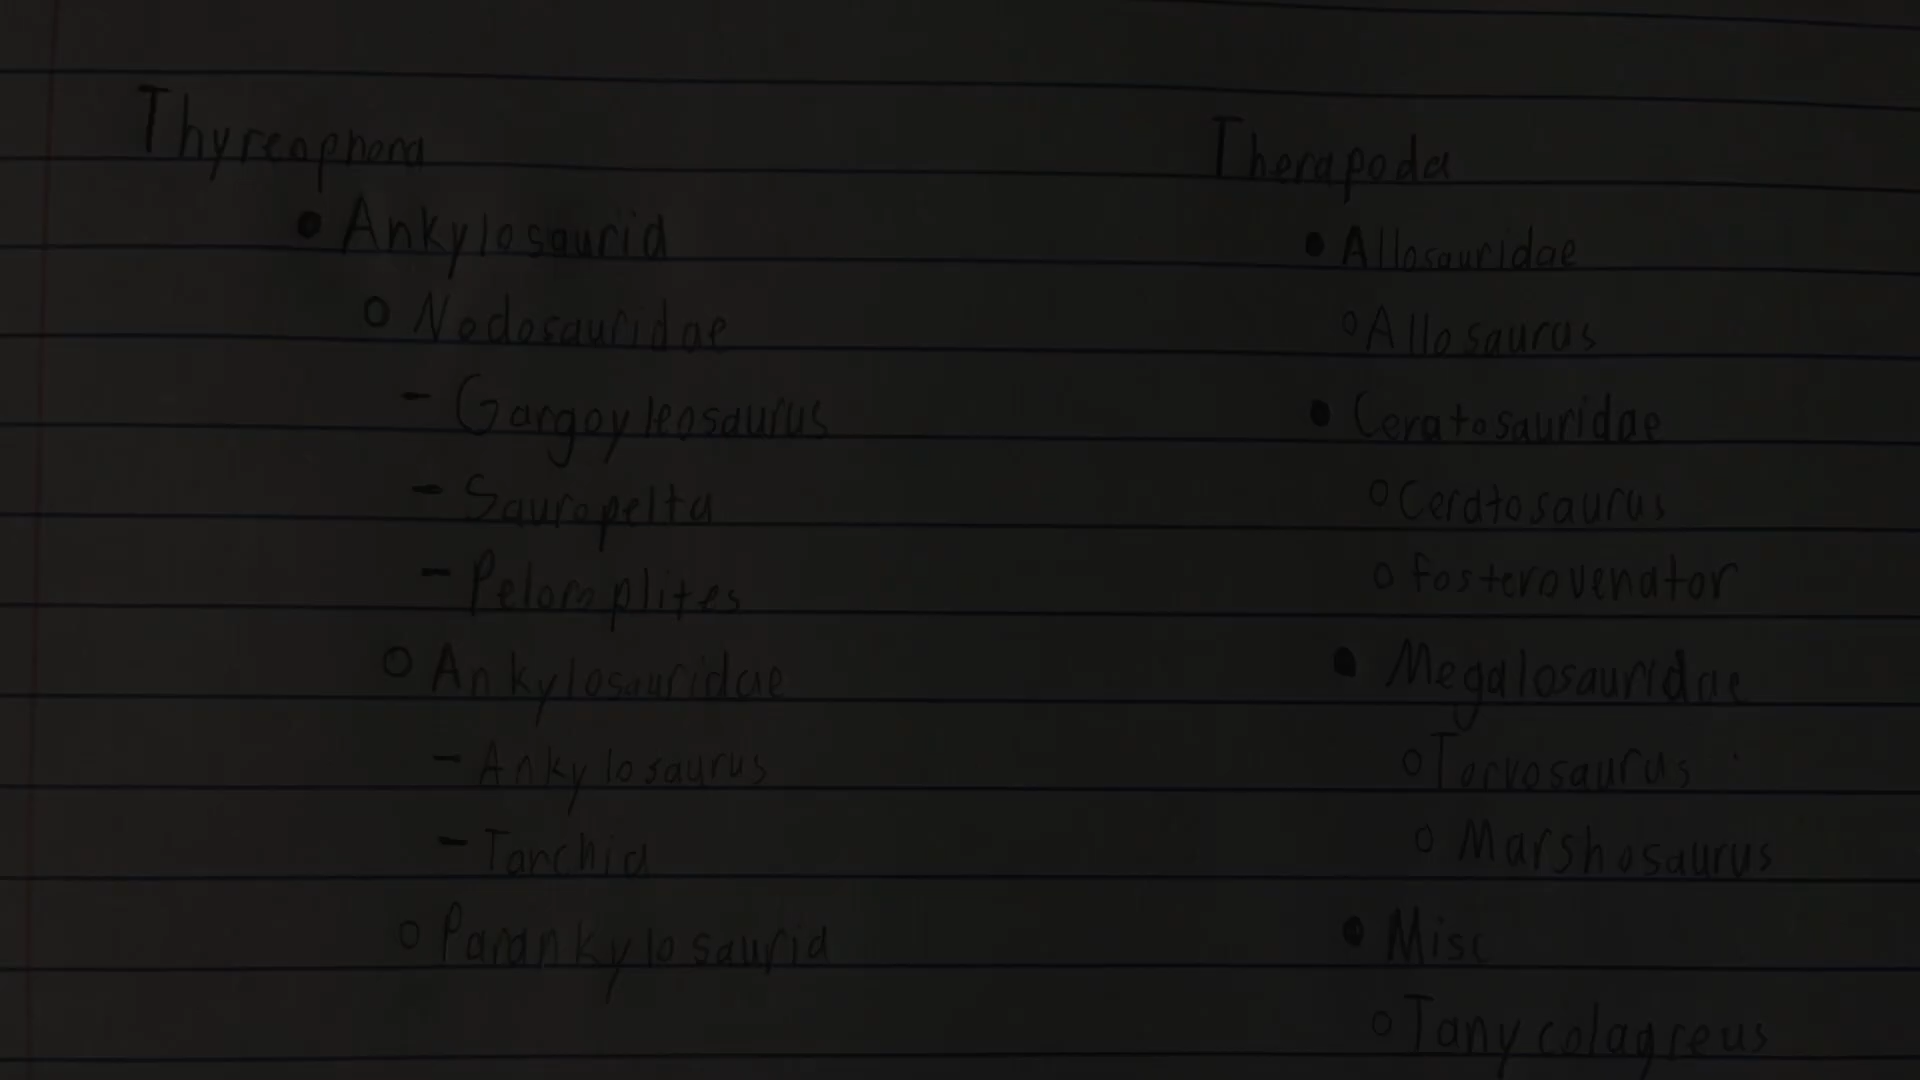 Thyreophora
• Ankylosaurid
○ Nodosauridae
- Gargoyleosaurus
- Sauropelta
- Peloroplites
○ Ankylosauridae
- Ankylosaurus
- Tarchia
○ Parankylosaurid
Therapoda
• Allosauridae
○ Allosaurus
• Ceratosauridae
○ Ceratosaurus
○ Fosterovenator
• Megalosauridae
○ Torvosaurus
○ Marshosaurus
• Misc
○ Tanycolagreus